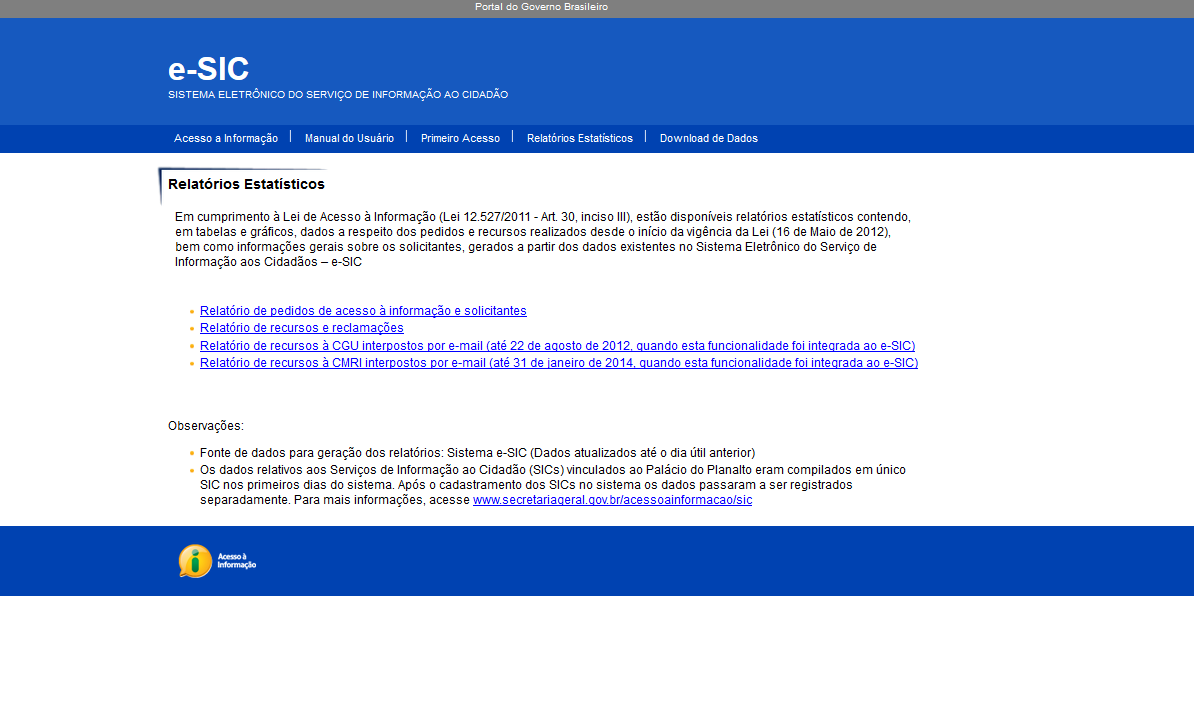 Portal do Governo Brasileiro
e-SIC
SISTEMA ELETRÔNICO DO SERVIÇO DE INFORMAÇÃO AO CIDADÃO
Acesso a Informação | Manual do Usuário | Primeiro Acesso | Relatórios Estatísticos | Download de Dados
Relatórios Estatísticos
Em cumprimento à Lei de Acesso à Informação (Lei 12.527/2011 - Art. 30, inciso III), estão disponíveis relatórios estatísticos contendo,
em tabelas e gráficos, dados a respeito dos pedidos e recursos realizados desde o início da vigência da Lei (16 de Maio de 2012),
bem como informações gerais sobre os solicitantes, gerados a partir dos dados existentes no Sistema Eletrônico do Serviço de
Informação aos Cidadãos – e-SIC
Relatório de pedidos de acesso à informação e solicitantes
Relatório de recursos e reclamações
Relatório de recursos à CGU interpostos por e-mail (até 22 de agosto de 2012, quando esta funcionalidade foi integrada ao e-SIC)
Relatório de recursos à CMRI interpostos por e-mail (até 31 de janeiro de 2014, quando esta funcionalidade foi integrada ao e-SIC)
Observações:
Fonte de dados para geração dos relatórios: Sistema e-SIC (Dados atualizados até o dia útil anterior)
Os dados relativos aos Serviços de Informação ao Cidadão (SICs) vinculados ao Palácio do Planalto eram compilados em único
SIC nos primeiros dias do sistema. Após o cadastramento dos SICs no sistema os dados passaram a ser registrados
separadamente. Para mais informações, acesse www.secretariageral.gov.br/acessoainformacao/sic
Acesso à
Informação